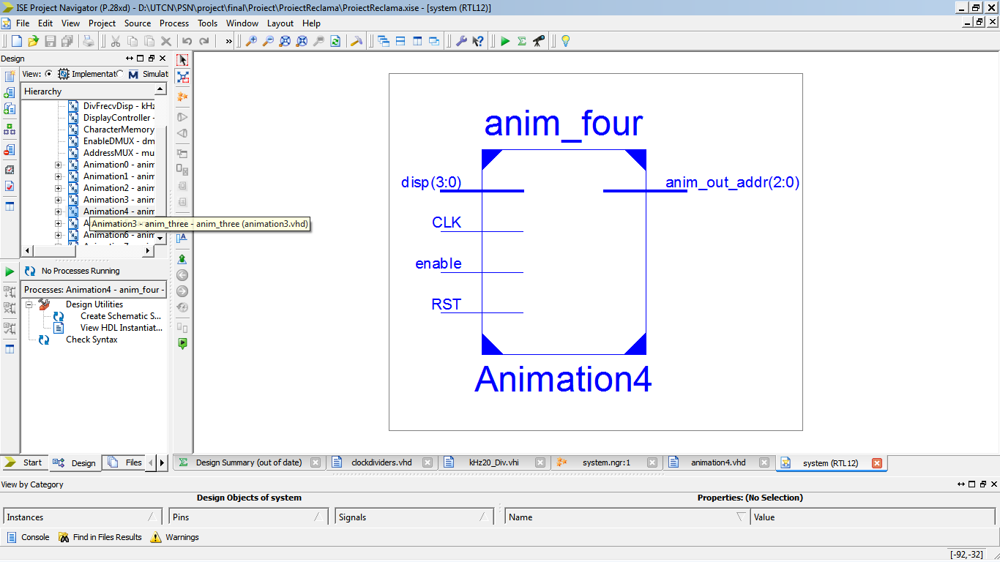 ISE Project Navigator (P.28xd) - D:\UTCN\PSN\project\final\Proiect\ProiectReclama\ProiectReclama.xise - [system (RTL12)]
File Edit View Project Source Process Tools Window Layout Help
Design
View: Implementat Simulat
Hierarchy
DivFrecvDisp - kHz
DisplayController -
CharacterMemory
EnableDMUX - dm
AddressMUX - mu
Animation0 - anim
Animation1 - anim
Animation2 - anim
Animation3 - anim
Animation4 - anim
Animation3 - anim_three - anim_three (animation3.vhd)
Animation6 - anim
No Processes Running
Processes: Animation4 - anim_four -
Design Utilities
Create Schematic S...
View HDL Instantiat...
Check Syntax
anim_four
disp(3:0) anim_out_addr(2:0)
CLK
enable
RST
Animation4
Start Design Files
Design Summary (out of date) clockdividers.vhd kHz20_Div.vhi system.ngr:1 animation4.vhd system (RTL12)
View by Category
Design Objects of system Properties: (No Selection)
Instances Pins Signals Name Value
Console Find in Files Results Warnings
[-92,-32]